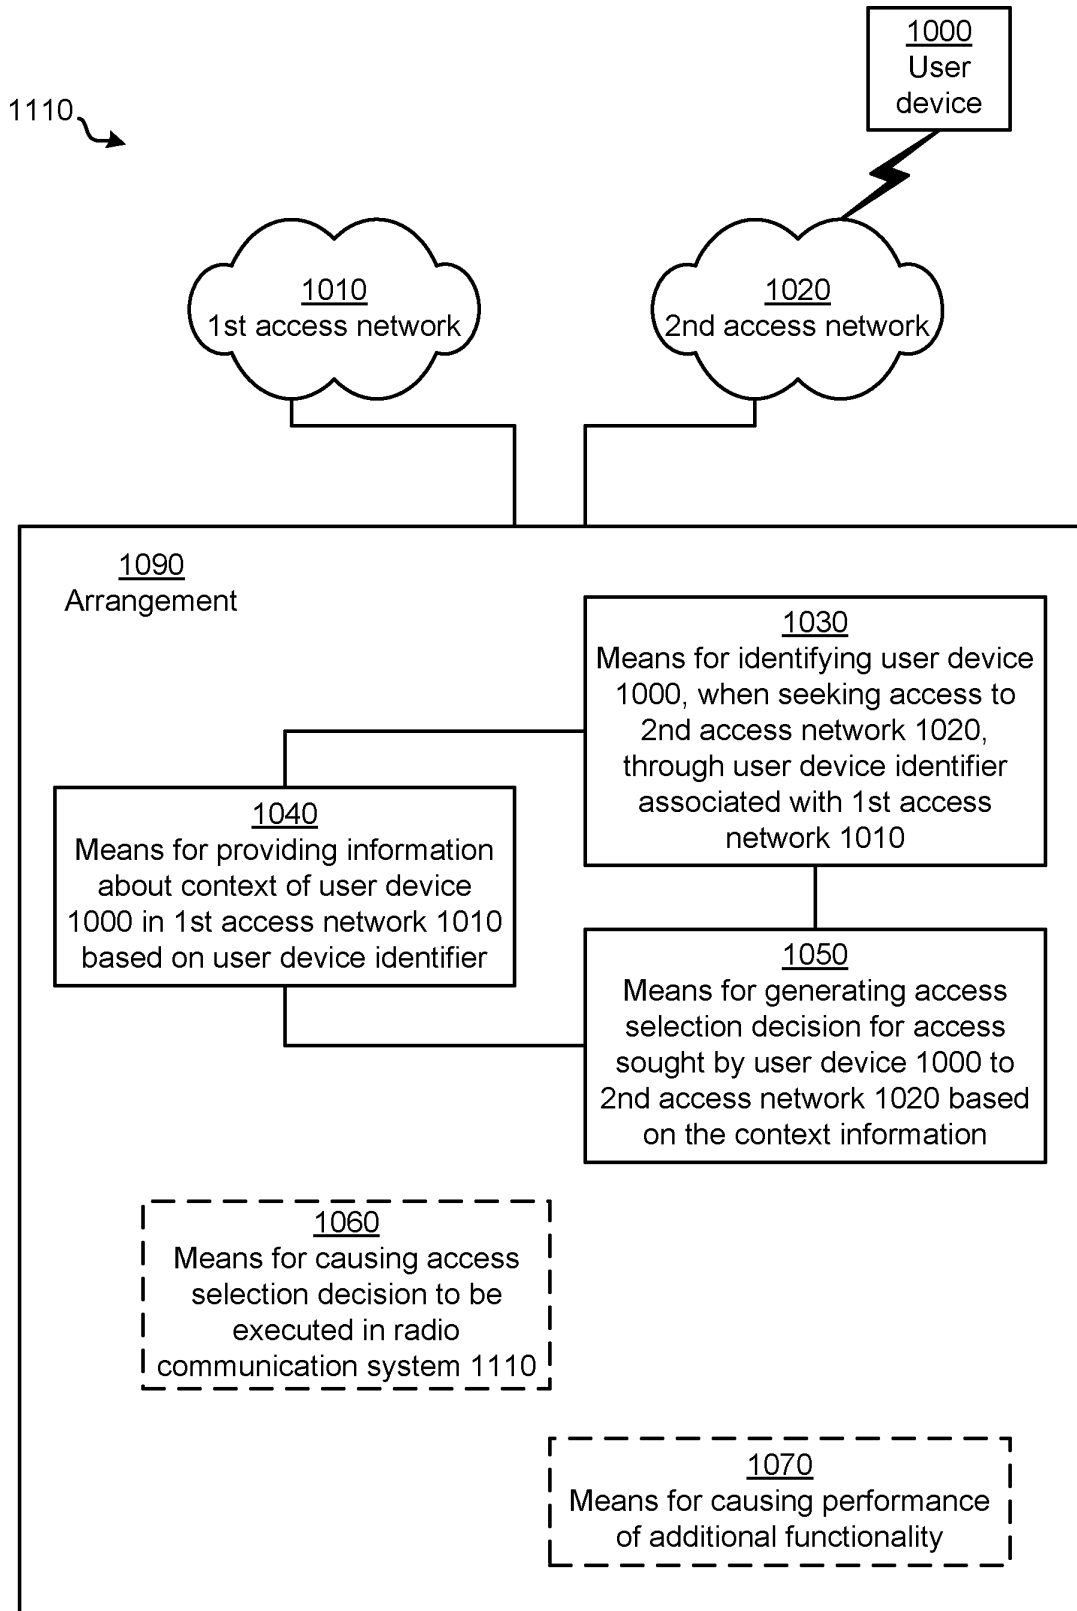 1000
User
device
1110
1010
1st access network
1020
2nd access network
1090
Arrangement
1030
Means for identifying user device
1000, when seeking access to
2nd access network 1020,
through user device identifier
associated with 1st access
network 1010
1040
Means for providing information
about context of user device
1000 in 1st access network 1010
based on user device identifier
1050
Means for generating access
selection decision for access
sought by user device 1000 to
2nd access network 1020 based
on the context information
1060
Means for causing access
selection decision to be
executed in radio
communication system 1110
1070
Means for causing performance
of additional functionality